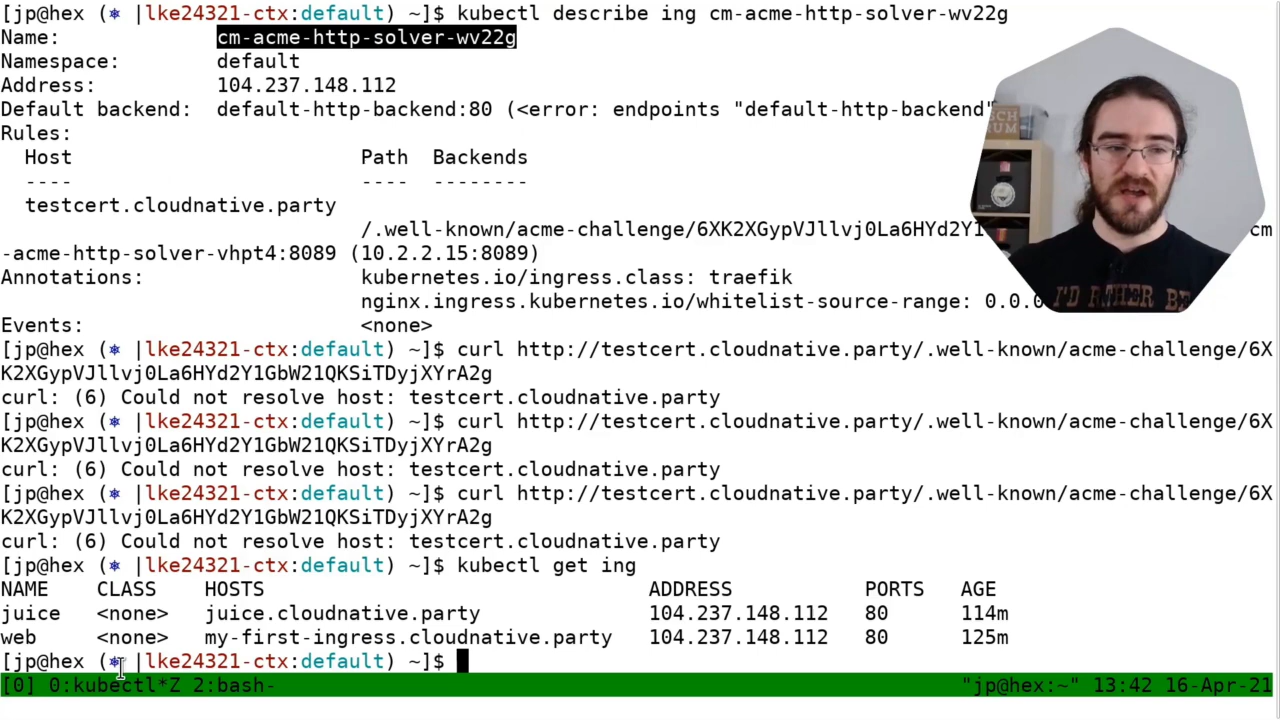 [jp@hex (⎈ |lke24321-ctx:default) ~]$ kubectl describe ing cm-acme-http-solver-wv22g
Name: cm-acme-http-solver-wv22g
Namespace: default
Address: 104.237.148.112
Default backend: default-http-backend:80 (<error: endpoints "default-http-backend"
Rules:
Host Path Backends
---- ---- --------
testcert.cloudnative.party
/.well-known/acme-challenge/6XK2XGypVJllvj0La6HYd2Y1 cm
-acme-http-solver-vhpt4:8089 (10.2.2.15:8089)
Annotations: kubernetes.io/ingress.class: traefik
nginx.ingress.kubernetes.io/whitelist-source-range: 0.0.0
Events: <none>
[jp@hex (⎈ |lke24321-ctx:default) ~]$ curl http://testcert.cloudnative.party/.well-known/acme-challenge/6X
K2XGypVJllvj0La6HYd2Y1GbW21QKSiTDyjXYrA2g
curl: (6) Could not resolve host: testcert.cloudnative.party
[jp@hex (⎈ |lke24321-ctx:default) ~]$ curl http://testcert.cloudnative.party/.well-known/acme-challenge/6X
K2XGypVJllvj0La6HYd2Y1GbW21QKSiTDyjXYrA2g
curl: (6) Could not resolve host: testcert.cloudnative.party
[jp@hex (⎈ |lke24321-ctx:default) ~]$ curl http://testcert.cloudnative.party/.well-known/acme-challenge/6X
K2XGypVJllvj0La6HYd2Y1GbW21QKSiTDyjXYrA2g
curl: (6) Could not resolve host: testcert.cloudnative.party
[jp@hex (⎈ |lke24321-ctx:default) ~]$ kubectl get ing
NAME CLASS HOSTS ADDRESS PORTS AGE
juice <none> juice.cloudnative.party 104.237.148.112 80 114m
web <none> my-first-ingress.cloudnative.party 104.237.148.112 80 125m
[jp@hex (⎈ |lke24321-ctx:default) ~]$
[0] 0:kubectl*Z 2:bash- "jp@hex:~" 13:42 16-Apr-21
I'D RATHER BE